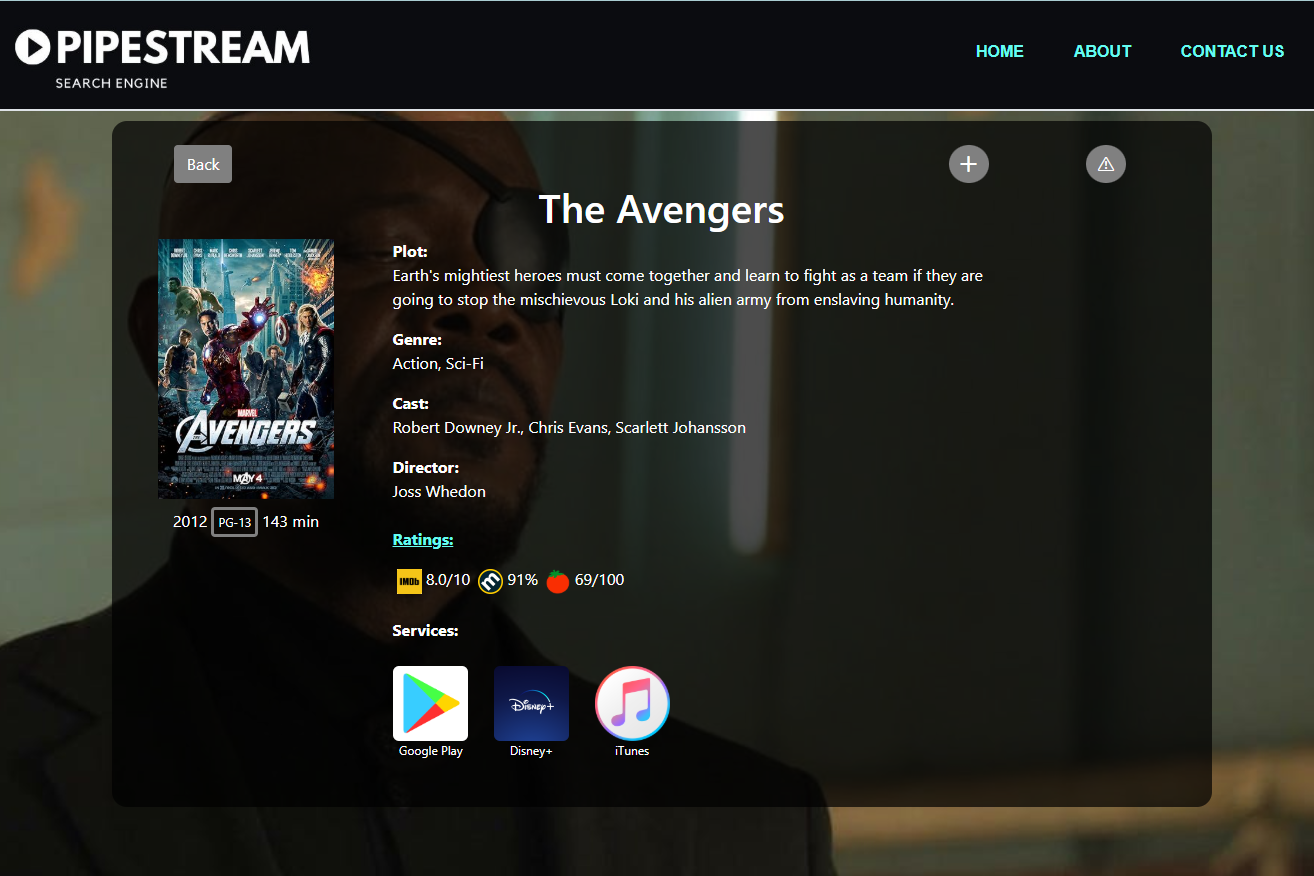 PIPESTREAM
SEARCH ENGINE
HOME
ABOUT
CONTACT US
Back
The Avengers
Plot:
Earth's mightiest heroes must come together and learn to fight as a team if they are
going to stop the mischievous Loki and his alien army from enslaving humanity.
Genre:
Action, Sci-Fi
Cast:
Robert Downey Jr., Chris Evans, Scarlett Johansson
Director:
Joss Whedon
MARVEL
AVENGERS
MAY 4
2012 PG-13 143 min
Ratings:
IMDb 8.0/10 m 91% 69/100
Services:
Disney+
Google Play
Disney+
iTunes